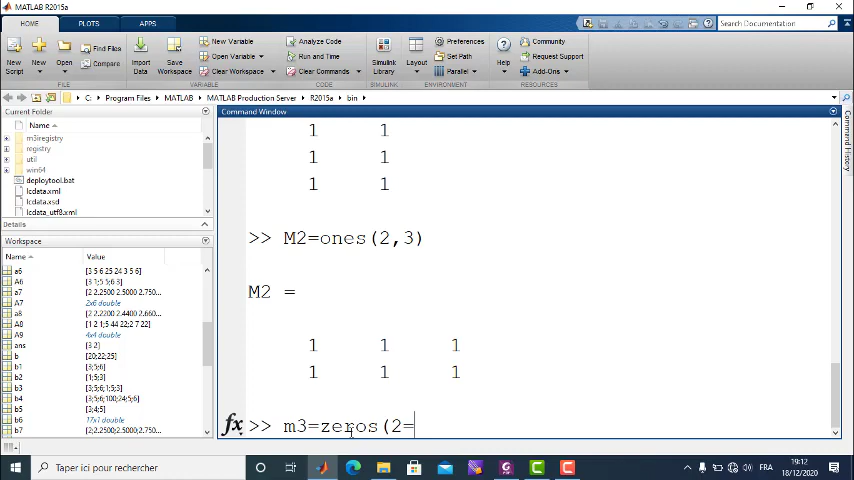 MATLAB R2015a
HOME PLOTS APPS
Search Documentation
New Script
New
Open
Find Files
Compare
Import Data
Save Workspace
New Variable
Open Variable
Clear Workspace
Analyze Code
Run and Time
Clear Commands
Simulink Library
Layout
Preferences
Set Path
Parallel
Help
Community
Request Support
Add-Ons
FILE VARIABLE CODE SIMULINK ENVIRONMENT RESOURCES
C: Program Files MATLAB MATLAB Production Server R2015a bin
Current Folder
Name
m3iregistry
registry
util
win64
deploytool.bat
lcdata.xml
lcdata.xsd
lcdata_utf8.xml
Details
Workspace
Name Value
a6 [3 5 6 25 24 3 5 6]
A6 [3 1;5 5;6 3]
a7 [2 2.2500 2.5000 2.750...
A7 2x6 double
a8 [2 2.2200 2.4400 2.660...
A8 [1 2 1;5 44 22;2 7 22]
A9 4x4 double
ans [3 2]
b [20;22;25]
b1 [3;5;6]
b2 [1;5;3]
b3 [3;5;6;1;5;3]
b4 [3;5;6;100;24;5;6]
b5 [3;4;5]
b6 17x1 double
b7 [2;2.2500;2.5000;2.750...
Command Window
1 1
1 1
1 1
>> M2=ones(2,3)
M2 =
1 1 1
1 1 1
fx >> m3=zeros(2=
Command History
Taper ici pour rechercher
FRA
19:12
18/12/2020